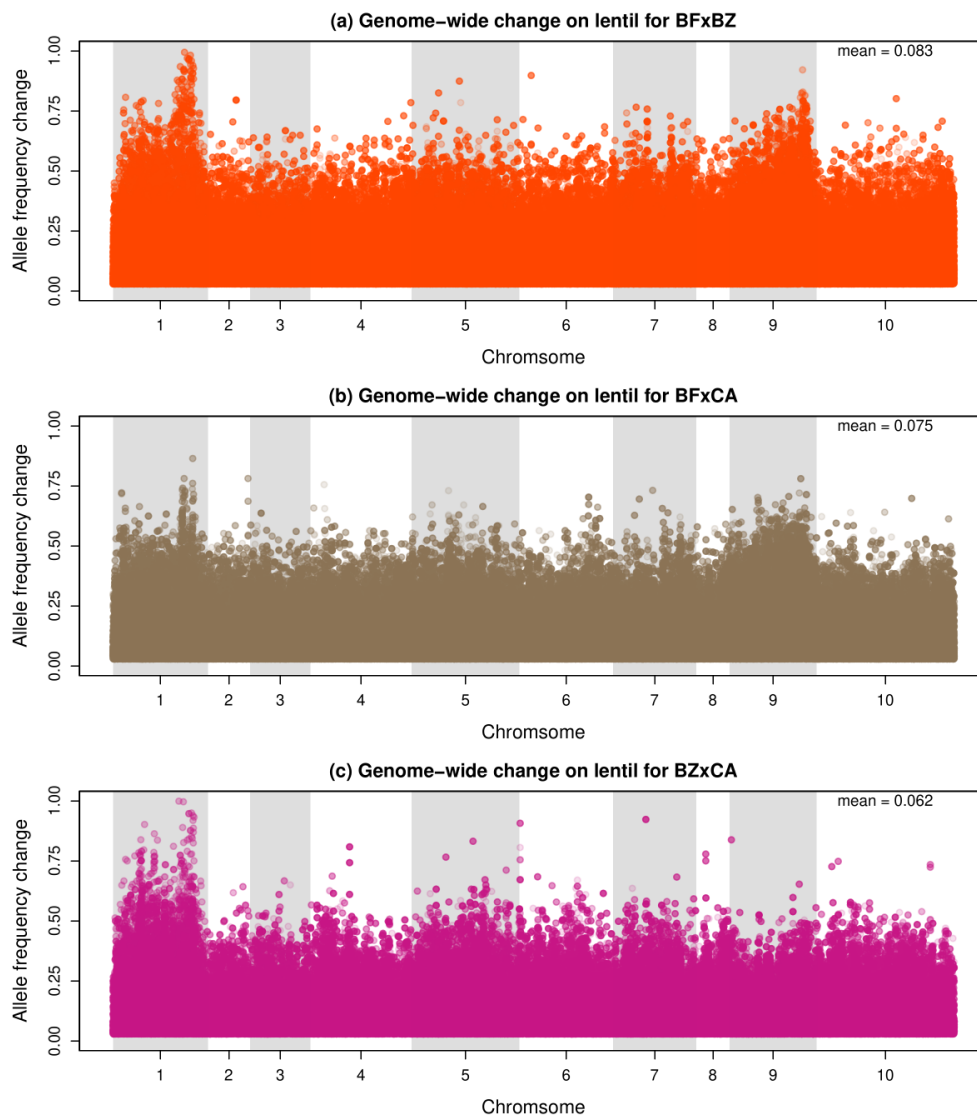 (a) Genome−wide change on lentil for BFxBZ
mean = 0.083
Allele frequency change
1.00
0.75
0.50
0.25
0.00
1 2 3 4 5 6 7 8 9 10
Chromsome
(b) Genome−wide change on lentil for BFxCA
mean = 0.075
Allele frequency change
1.00
0.75
0.50
0.25
0.00
1 2 3 4 5 6 7 8 9 10
Chromsome
(c) Genome−wide change on lentil for BZxCA
mean = 0.062
Allele frequency change
1.00
0.75
0.50
0.25
0.00
1 2 3 4 5 6 7 8 9 10
Chromsome